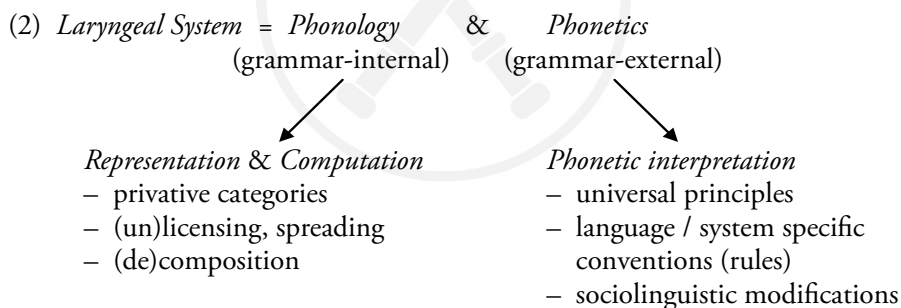 (2) Laryngeal System = Phonology & Phonetics
(grammar-internal) (grammar-external)
Representation & Computation
– privative categories
– (un)licensing, spreading
– (de)composition
Phonetic interpretation
– universal principles
– language / system specific
conventions (rules)
– sociolinguistic modifications